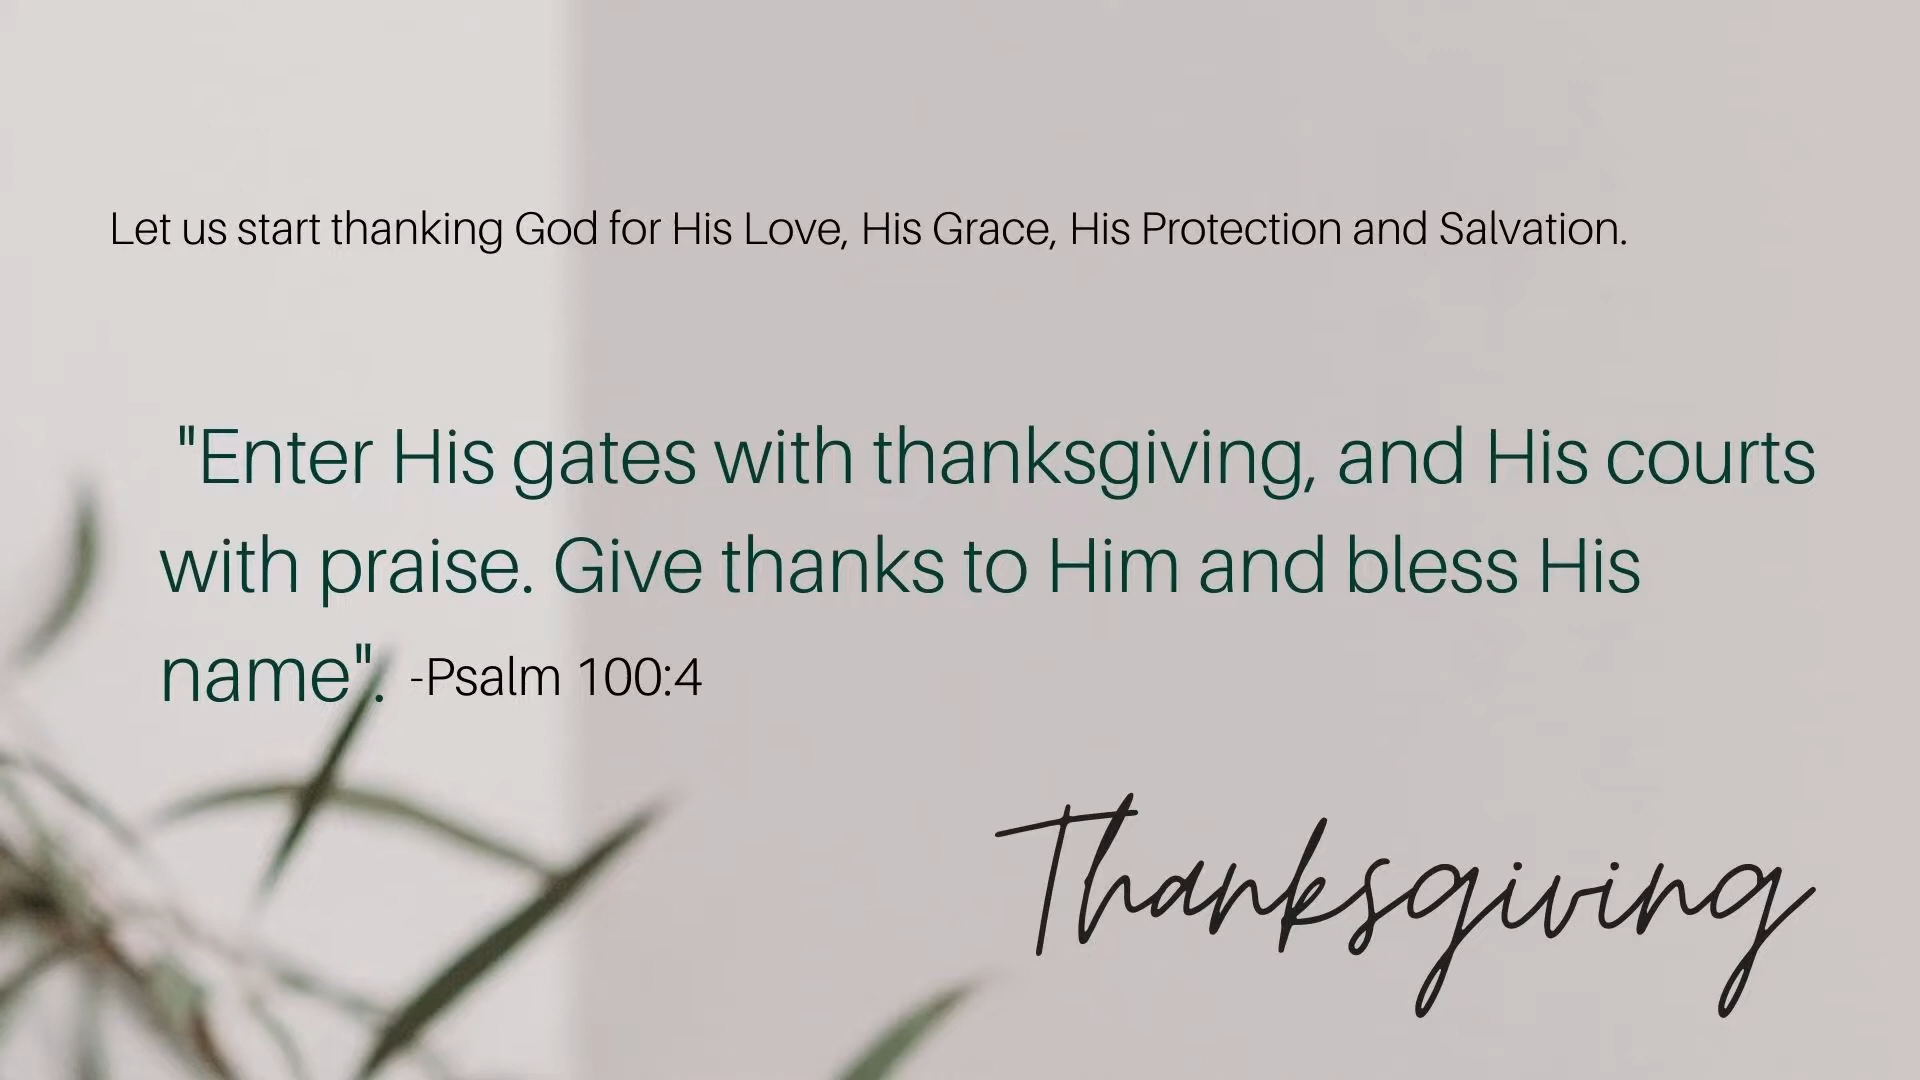 Let us start thanking God for His Love, His Grace, His Protection and Salvation.
"Enter His gates with thanksgiving, and His courts
with praise. Give thanks to Him and bless His
name". -Psalm 100:4
Thanksgiving